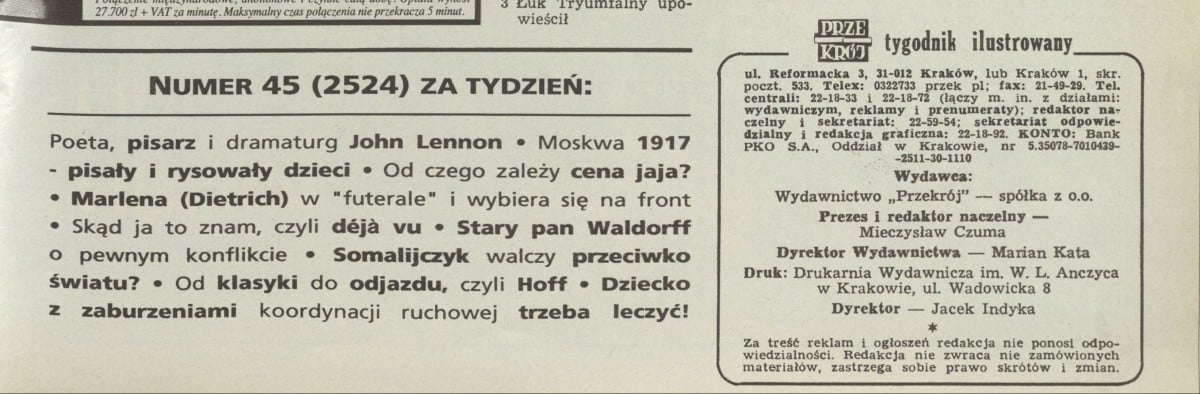 27.700 zł + VAT za minutę. Maksymalny czas połączenia nie przekracza 5 minut.
3 Łuk Tryumfalny upo-
wieścił
NUMER 45 (2524) ZA TYDZIEŃ:
Poeta, pisarz i dramaturg John Lennon • Moskwa 1917
- pisały i rysowały dzieci • Od czego zależy cena jaja?
• Marlena (Dietrich) w "futerale" i wybiera się na front
• Skąd ja to znam, czyli déjà vu • Stary pan Waldorff
o pewnym konflikcie • Somalijczyk walczy przeciwko
światu? • Od klasyki do odjazdu, czyli Hoff • Dziecko
z zaburzeniami koordynacji ruchowej trzeba leczyć!
PRZE
KRÓJ
tygodnik ilustrowany
ul. Reformacka 3, 31-012 Kraków, lub Kraków 1, skr.
poczt. 533. Telex: 0322733 przek pl; fax: 21-49-29. Tel.
centrali: 22-18-33 i 22-18-72 (łączy m. in. z działami:
wydawniczym, reklamy i prenumeraty); redaktor na-
czelny i sekretariat: 22-59-54; sekretariat odpowie-
dzialny i redakcja graficzna: 22-18-92. KONTO: Bank
PKO S.A., Oddział w Krakowie, nr 5.35078-7010439-
-2511-30-1110
Wydawca:
Wydawnictwo „Przekrój” — spółka z o.o.
Prezes i redaktor naczelny —
Mieczysław Czuma
Dyrektor Wydawnictwa — Marian Kata
Druk: Drukarnia Wydawnicza im. W. L. Anczyca
w Krakowie, ul. Wadowicka 8
Dyrektor — Jacek Indyka
*
Za treść reklam i ogłoszeń redakcja nie ponosi odpo-
wiedzialności. Redakcja nie zwraca nie zamówionych
materiałów, zastrzega sobie prawo skrótów i zmian.